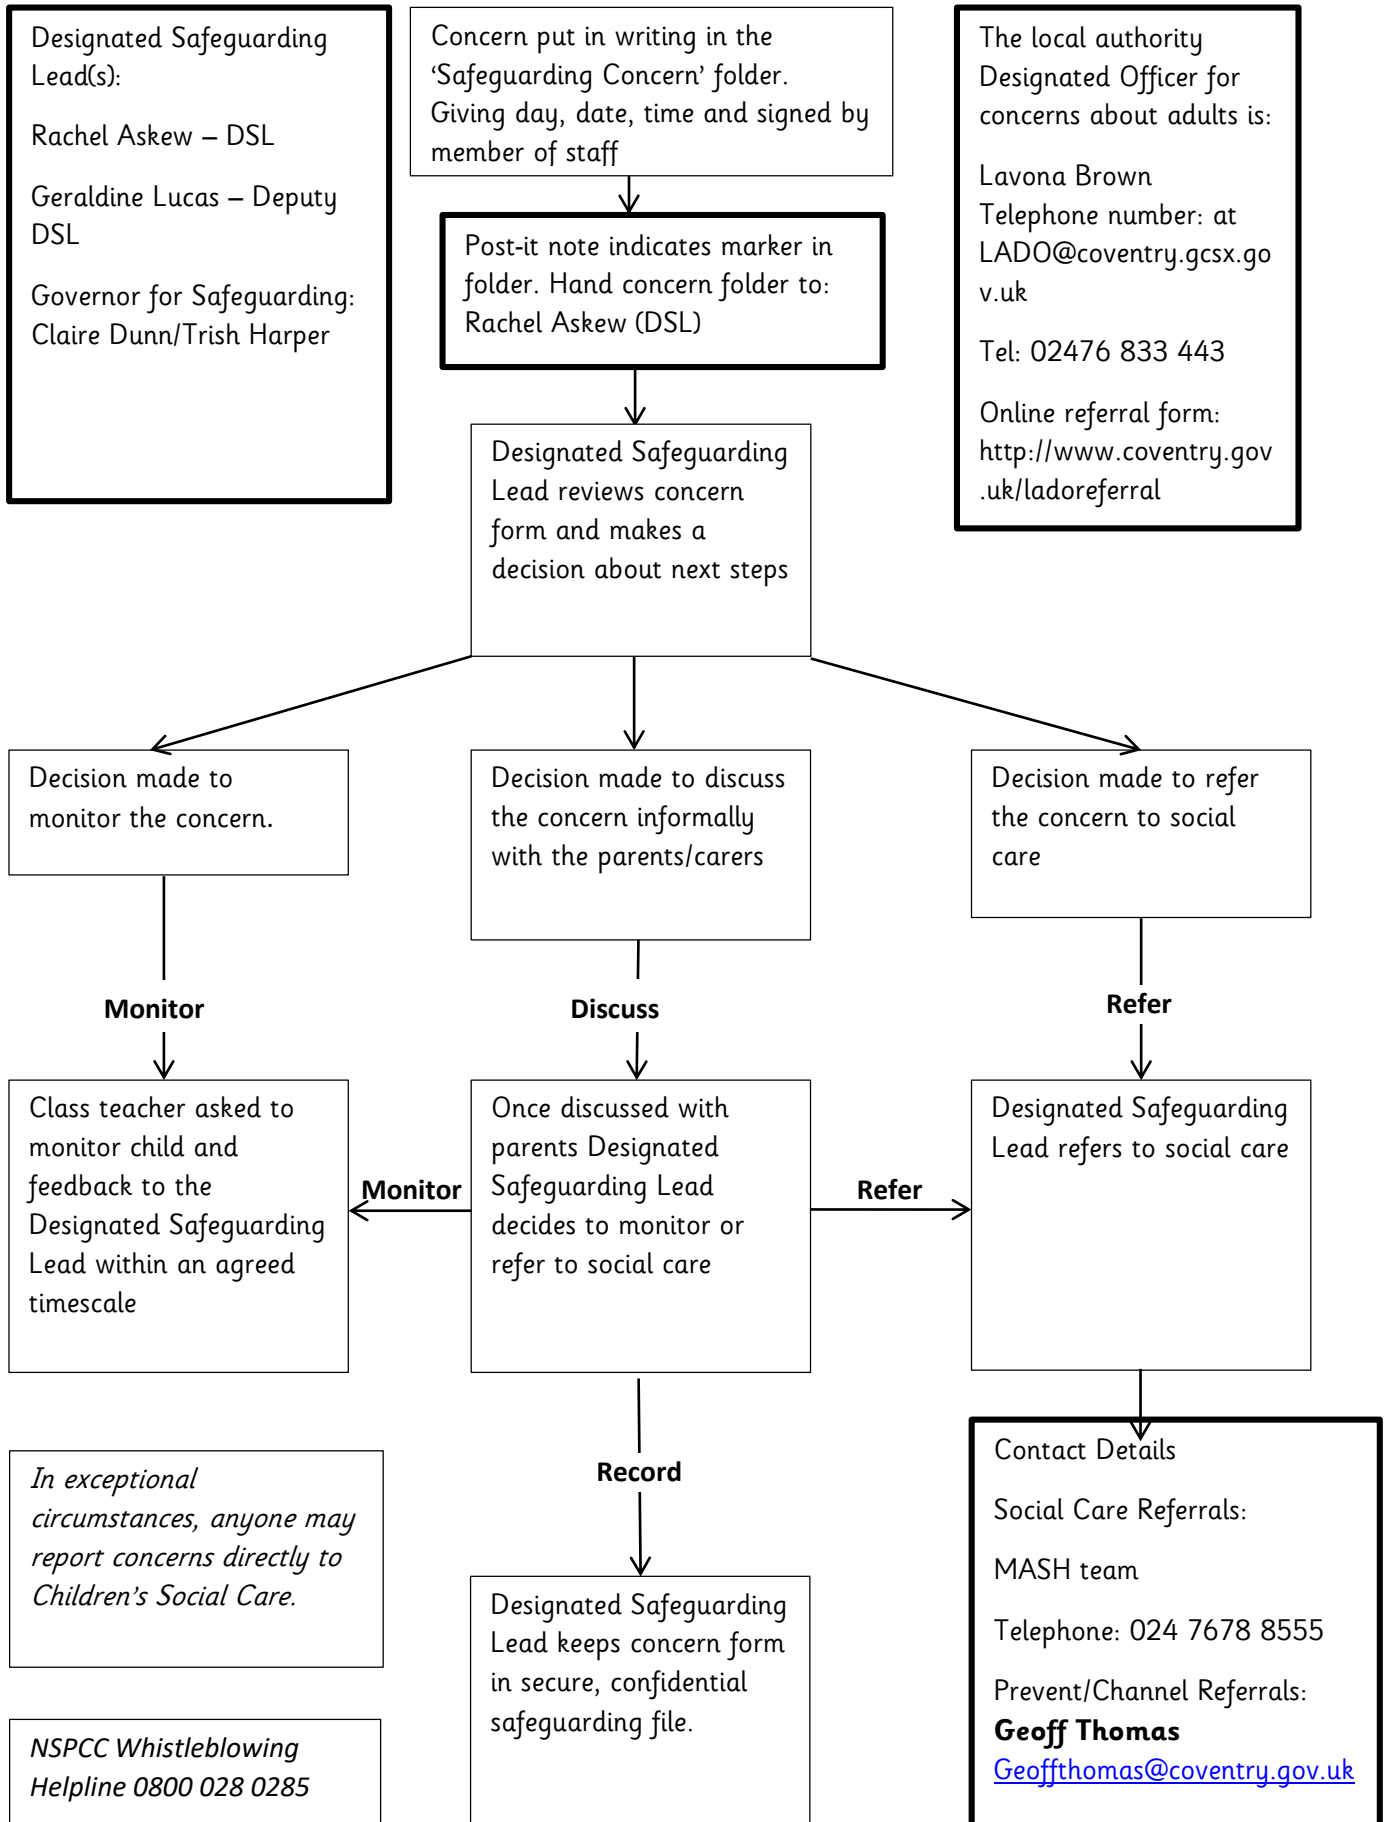 Designated Safeguarding
Lead(s):
Rachel Askew – DSL
Geraldine Lucas – Deputy
DSL
Governor for Safeguarding:
Claire Dunn/Trish Harper
Concern put in writing in the
‘Safeguarding Concern’ folder.
Giving day, date, time and signed by
member of staff
The local authority
Designated Officer for
concerns about adults is:
Lavona Brown
Telephone number: at
LADO@coventry.gcsx.go
v.uk
Tel: 02476 833 443
Online referral form:
http://www.coventry.gov
.uk/ladoreferral
Post-it note indicates marker in
folder. Hand concern folder to:
Rachel Askew (DSL)
Designated Safeguarding
Lead reviews concern
form and makes a
decision about next steps
Decision made to
monitor the concern.
Decision made to discuss
the concern informally
with the parents/carers
Decision made to refer
the concern to social
care
Monitor
Discuss
Refer
Class teacher asked to
monitor child and
feedback to the
Designated Safeguarding
Lead within an agreed
timescale
Monitor
Once discussed with
parents Designated
Safeguarding Lead
decides to monitor or
refer to social care
Refer
Designated Safeguarding
Lead refers to social care
In exceptional
circumstances, anyone may
report concerns directly to
Children’s Social Care.
Record
Contact Details
Social Care Referrals:
MASH team
Telephone: 024 7678 8555
Prevent/Channel Referrals:
Geoff Thomas
Geoffthomas@coventry.gov.uk
Designated Safeguarding
Lead keeps concern form
in secure, confidential
safeguarding file.
NSPCC Whistleblowing
Helpline 0800 028 0285